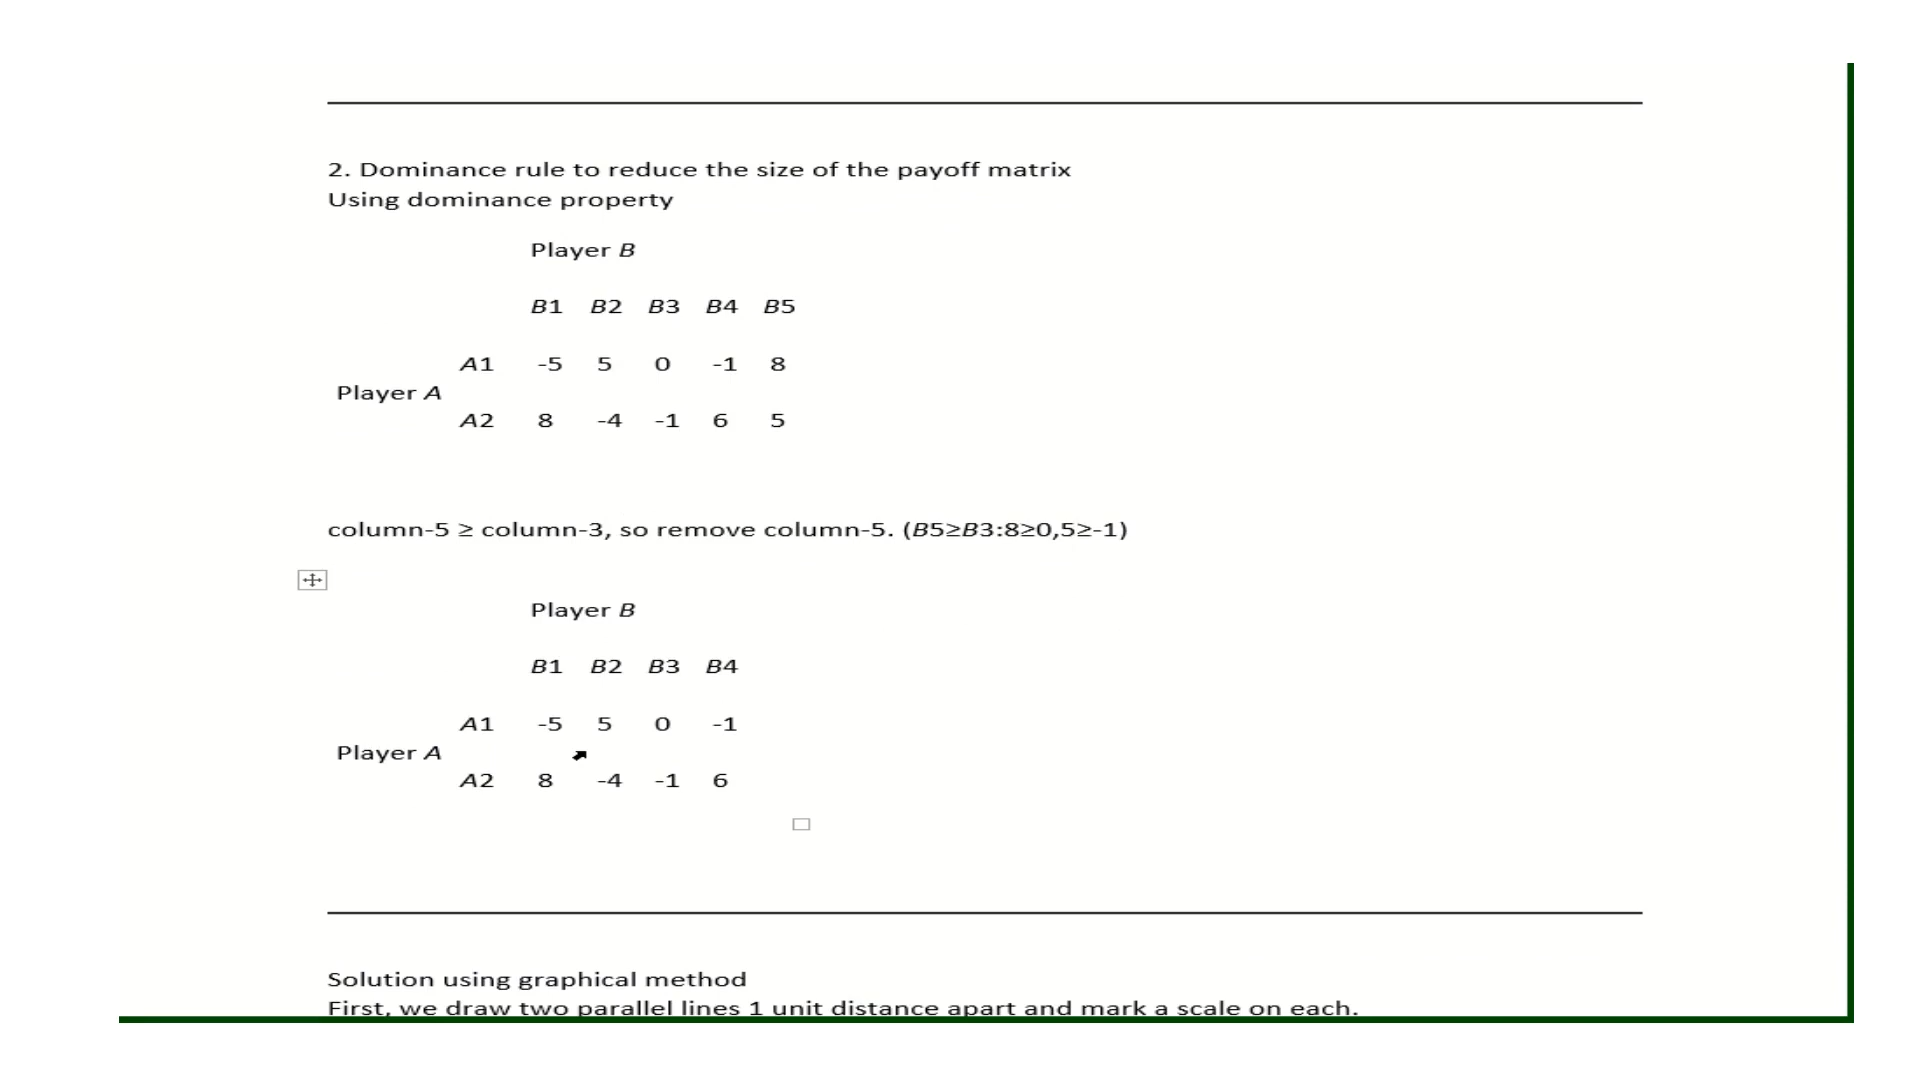 2. Dominance rule to reduce the size of the payoff matrix
Using dominance property
Player B
B1 B2 B3 B4 B5
A1 -5 5 0 -1 8
Player A
A2 8 -4 -1 6 5
column-5 ≥ column-3, so remove column-5. (B5≥B3:8≥0,5≥-1)
Player B
B1 B2 B3 B4
A1 -5 5 0 -1
Player A
A2 8 -4 -1 6
Solution using graphical method
First, we draw two parallel lines 1 unit distance apart and mark a scale on each.